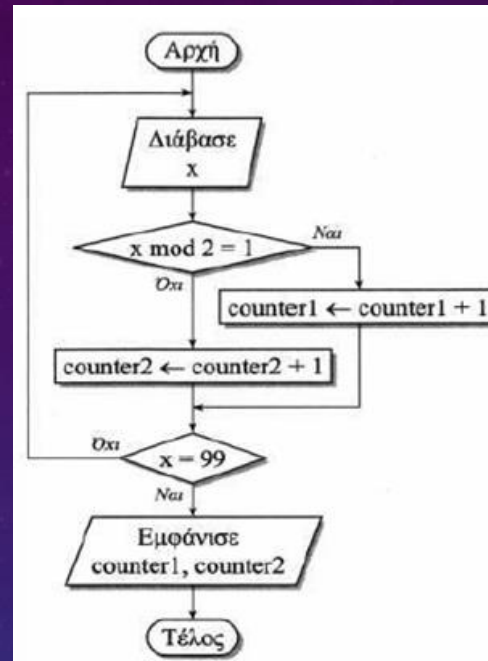 Αρχή
Διάβασε
x
x mod 2 = 1
Ναι
Όχι
counter1 ← counter1 + 1
counter2 ← counter2 + 1
Όχι
x = 99
Ναι
Εμφάνισε
counter1, counter2
Τέλος